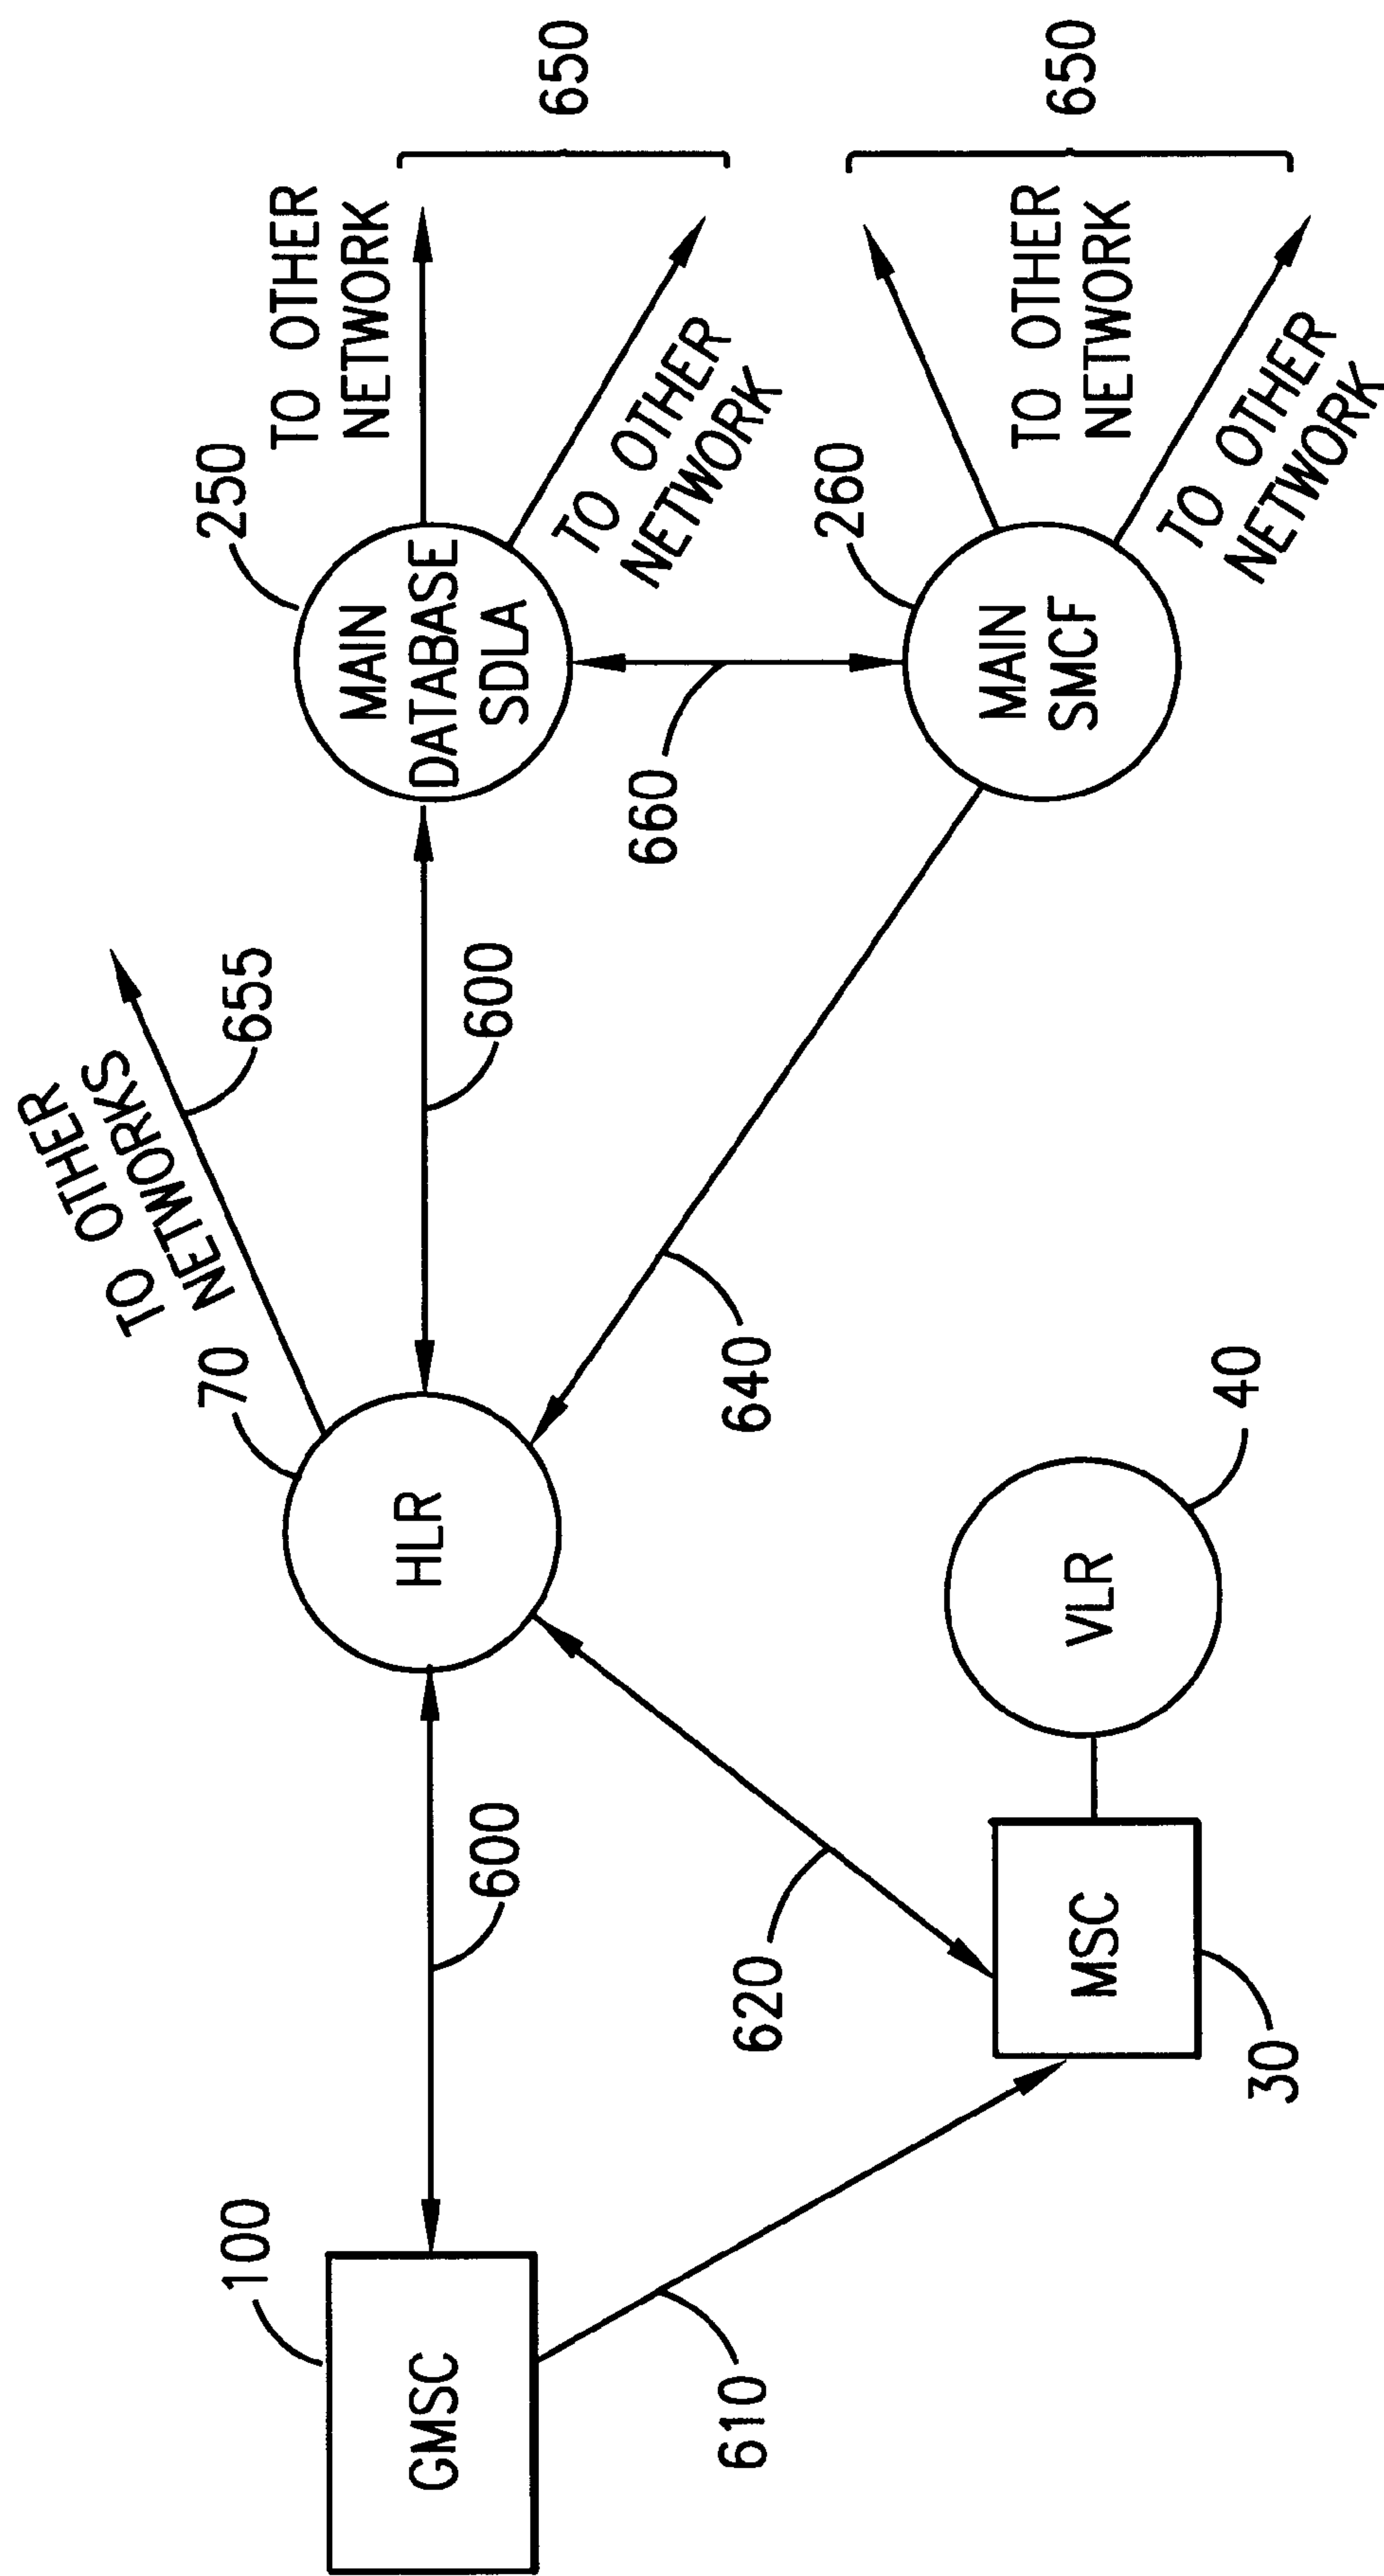 TO OTHER
NETWORKS
655
70
HLR
250
MAIN
DATABASE
SDLA
TO OTHER
NETWORK
TO OTHER
NETWORK
650
100
GMSC
600
600
660
260
MAIN
SMCF
TO OTHER
NETWORK
TO OTHER
NETWORK
650
610
620
640
MSC
30
VLR
40